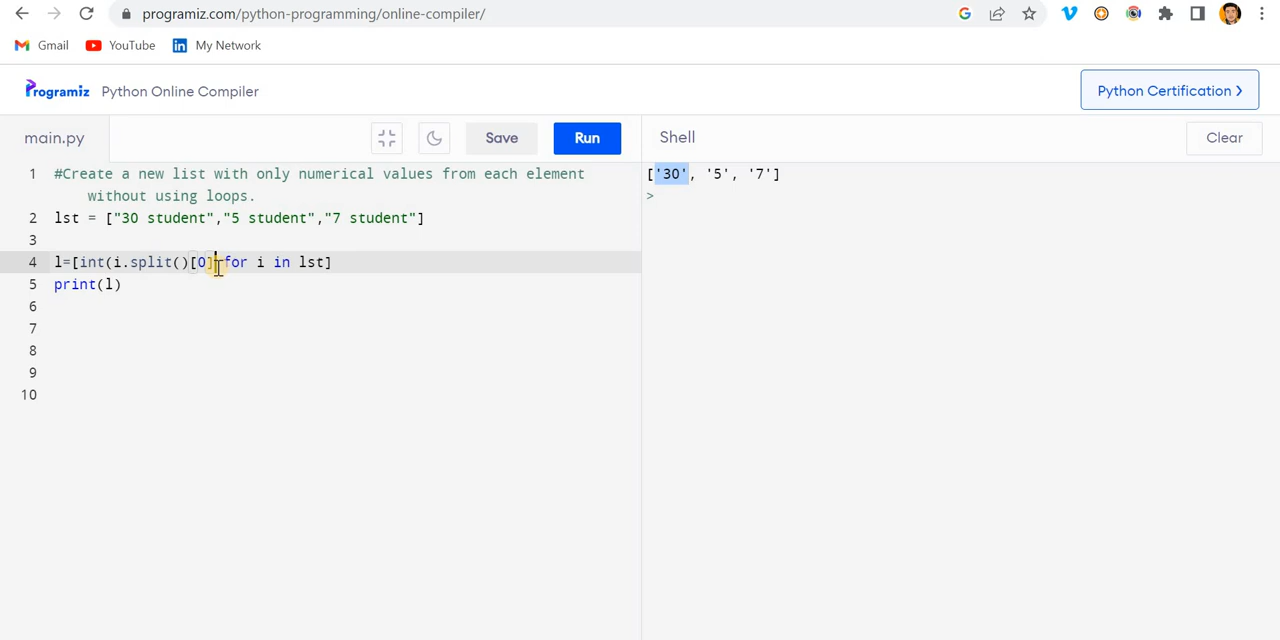 programiz.com/python-programming/online-compiler/
Gmail YouTube My Network
Programiz Python Online Compiler Python Certification
main.py Save Run Shell Clear
1 #Create a new list with only numerical values from each element
without using loops.
2 lst = ["30 student","5 student","7 student"]
3
4 l=[int(i.split()[0] for i in lst]
5 print(l)
6
7
8
9
10
['30', '5', '7']
>